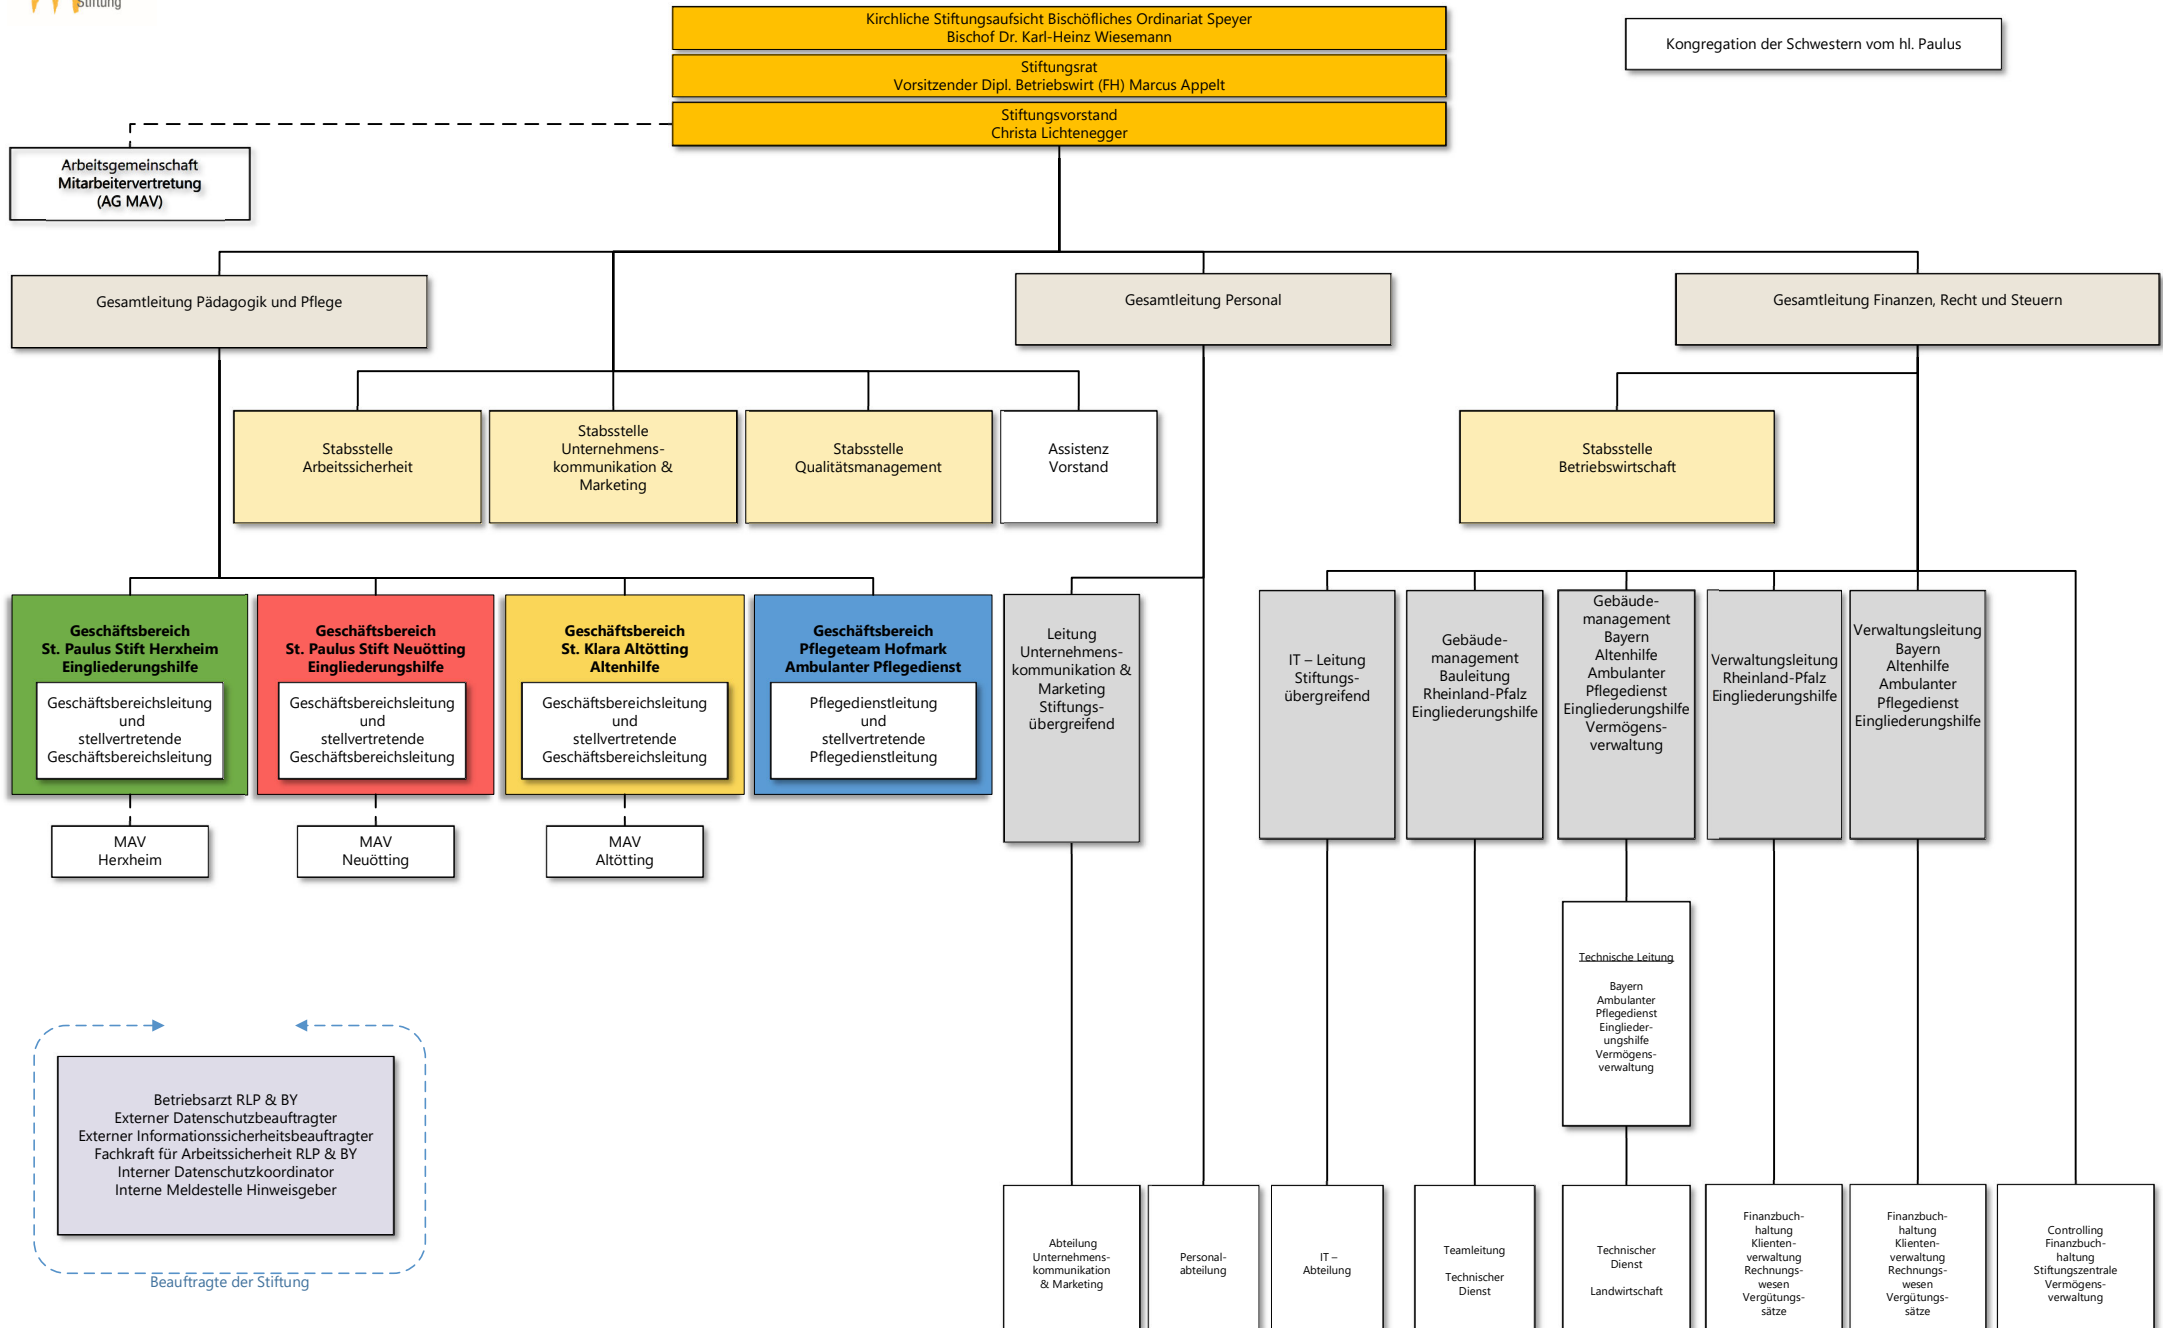 Stiftung
Kirchliche Stiftungsaufsicht Bischöfliches Ordinariat Speyer
Bischof Dr. Karl-Heinz Wiesemann
Kongregation der Schwestern vom hl. Paulus
Stiftungsrat
Vorsitzender Dipl. Betriebswirt (FH) Marcus Appelt
Stiftungsvorstand
Christa Lichtenegger
Arbeitsgemeinschaft
Mitarbeitervertretung
(AG MAV)
Gesamtleitung Pädagogik und Pflege
Gesamtleitung Personal
Gesamtleitung Finanzen, Recht und Steuern
Stabsstelle
Arbeitssicherheit
Stabsstelle
Unternehmens-
kommunikation &
Marketing
Stabsstelle
Qualitätsmanagement
Assistenz
Vorstand
Stabsstelle
Betriebswirtschaft
Geschäftsbereich
St. Paulus Stift Herxheim
Eingliederungshilfe
Geschäftsbereichsleitung
und
stellvertretende
Geschäftsbereichsleitung
Geschäftsbereich
St. Paulus Stift Neuötting
Eingliederungshilfe
Geschäftsbereichsleitung
und
stellvertretende
Geschäftsbereichsleitung
Geschäftsbereich
St. Klara Altötting
Altenhilfe
Geschäftsbereichsleitung
und
stellvertretende
Geschäftsbereichsleitung
Geschäftsbereich
Pflegeteam Hofmark
Ambulanter Pflegedienst
Pflegedienstleitung
und
stellvertretende
Pflegedienstleitung
Leitung
Unternehmens-
kommunikation &
Marketing
Stiftungs-
übergreifend
IT – Leitung
Stiftungs-
übergreifend
Gebäude-
management
Bauleitung
Rheinland-Pfalz
Eingliederungshilfe
Gebäude-
management
Bayern
Altenhilfe
Ambulanter
Pflegedienst
Eingliederungshilfe
Vermögens-
verwaltung
Verwaltungsleitung
Rheinland-Pfalz
Eingliederungshilfe
Verwaltungsleitung
Bayern
Altenhilfe
Ambulanter
Pflegedienst
Eingliederungshilfe
MAV
Herxheim
MAV
Neuötting
MAV
Altötting
Technische Leitung
Bayern
Ambulanter
Pflegedienst
Einglieder-
ungshilfe
Vermögens-
verwaltung
Betriebsarzt RLP & BY
Externer Datenschutzbeauftragter
Externer Informationssicherheitsbeauftragter
Fachkraft für Arbeitssicherheit RLP & BY
Interner Datenschutzkoordinator
Interne Meldestelle Hinweisgeber
Beauftragte der Stiftung
Abteilung
Unternehmens-
kommunikation
& Marketing
Personal-
abteilung
IT –
Abteilung
Teamleitung
Technischer
Dienst
Technischer
Dienst
Landwirtschaft
Finanzbuch-
haltung
Klienten-
verwaltung
Rechnungs-
wesen
Vergütungs-
sätze
Finanzbuch-
haltung
Klienten-
verwaltung
Rechnungs-
wesen
Vergütungs-
sätze
Controlling
Finanzbuch-
haltung
Stiftungszentrale
Vermögens-
verwaltung